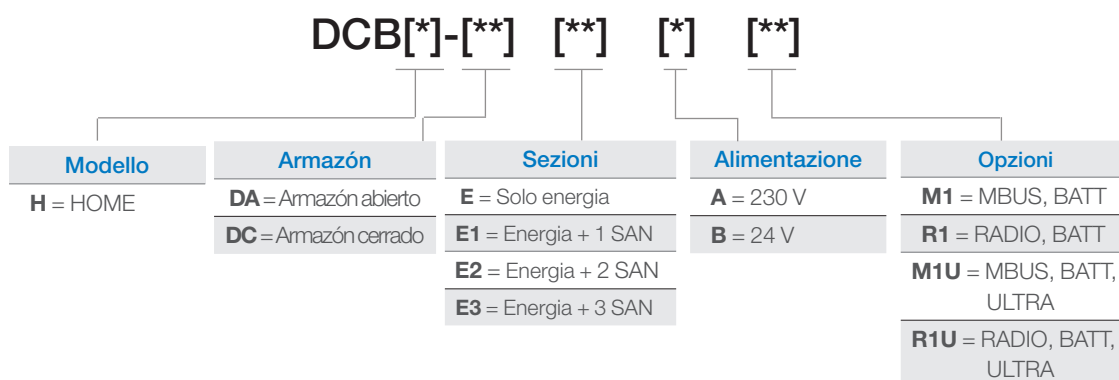 DCB[*]-[**] [**] [*] [**]
Modello
H = HOME
Armazón
DA = Armazón abierto
DC = Armazón cerrado
Sezioni
E = Solo energia
E1 = Energia + 1 SAN
E2 = Energia + 2 SAN
E3 = Energia + 3 SAN
Alimentazione
A = 230 V
B = 24 V
Opzioni
M1 = MBUS, BATT
R1 = RADIO, BATT
M1U = MBUS, BATT,
ULTRA
R1U = RADIO, BATT,
ULTRA